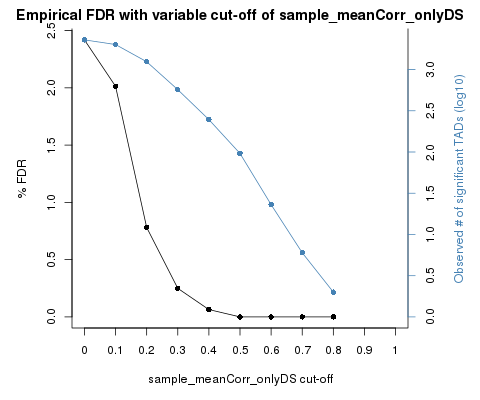 Empirical FDR with variable cut-off of sample_meanCorr_onlyDS
% FDR
0.0 0.5 1.0 1.5 2.0 2.5
0.0 0.5 1.0 1.5 2.0 2.5 3.0
Observed # of significant TADs (log10)
0 0.1 0.2 0.3 0.4 0.5 0.6 0.7 0.8 0.9 1
sample_meanCorr_onlyDS cut-off